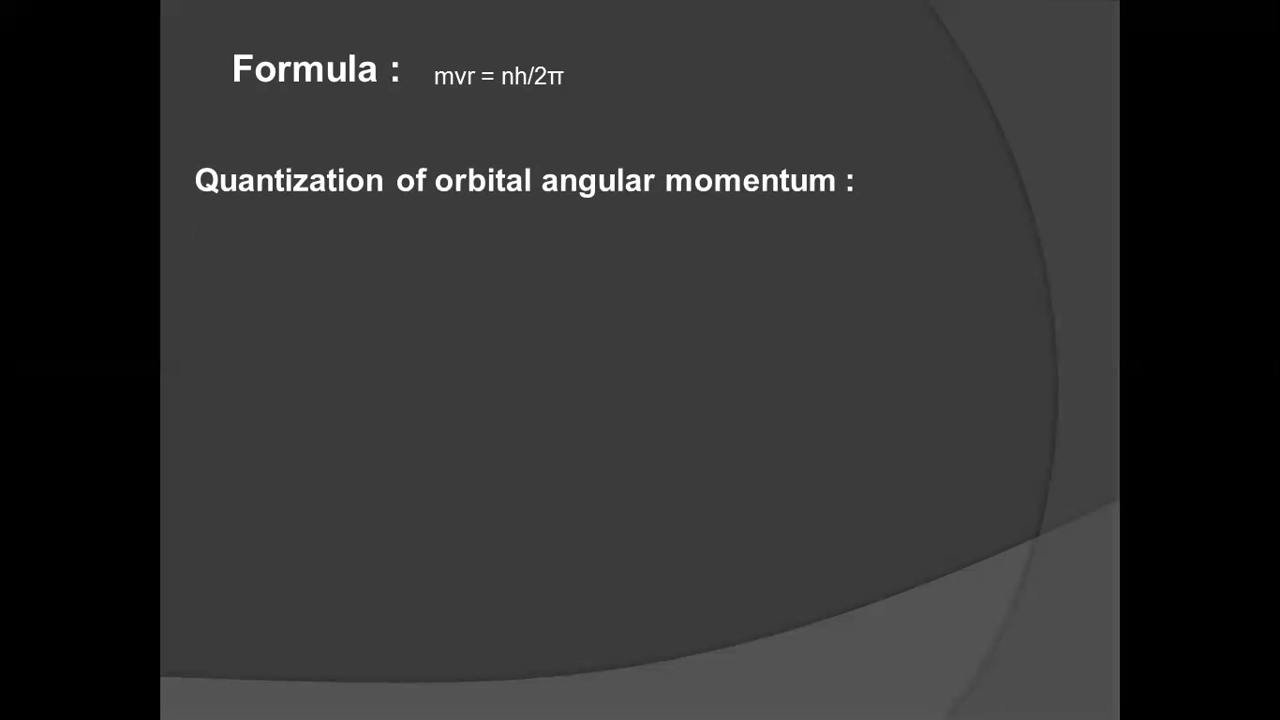 Formula : mvr = nh/2π
Quantization of orbital angular momentum :